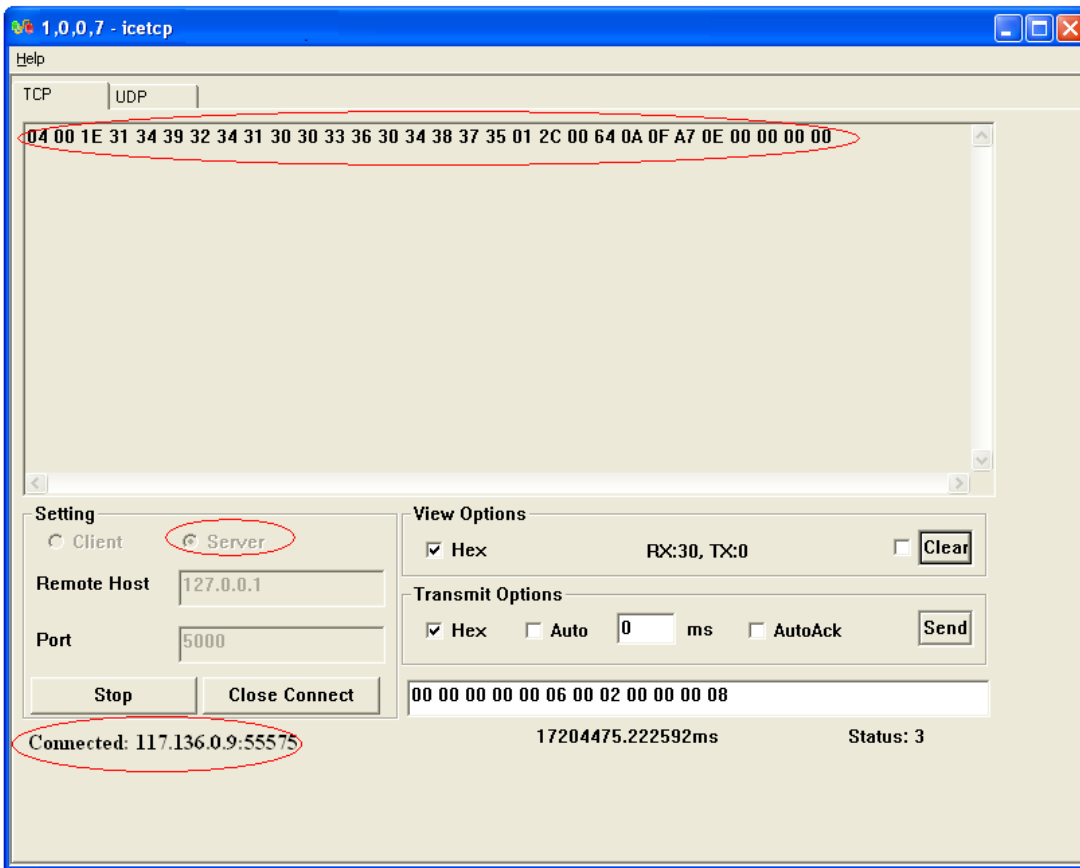 1,0,0,7 - icetcp
Help
TCP UDP
04 00 1E 31 34 39 32 34 31 30 30 33 36 30 34 38 37 35 01 2C 00 64 0A 0F A7 0E 00 00 00 00
Setting
Client Server
Remote Host 127.0.0.1
Port 5000
Stop Close Connect
Connected: 117.136.0.9:55575
View Options
Hex RX:30, TX:0 Clear
Transmit Options
Hex Auto 0 ms AutoAck Send
00 00 00 00 00 06 00 02 00 00 00 08
17204475.222592ms Status: 3